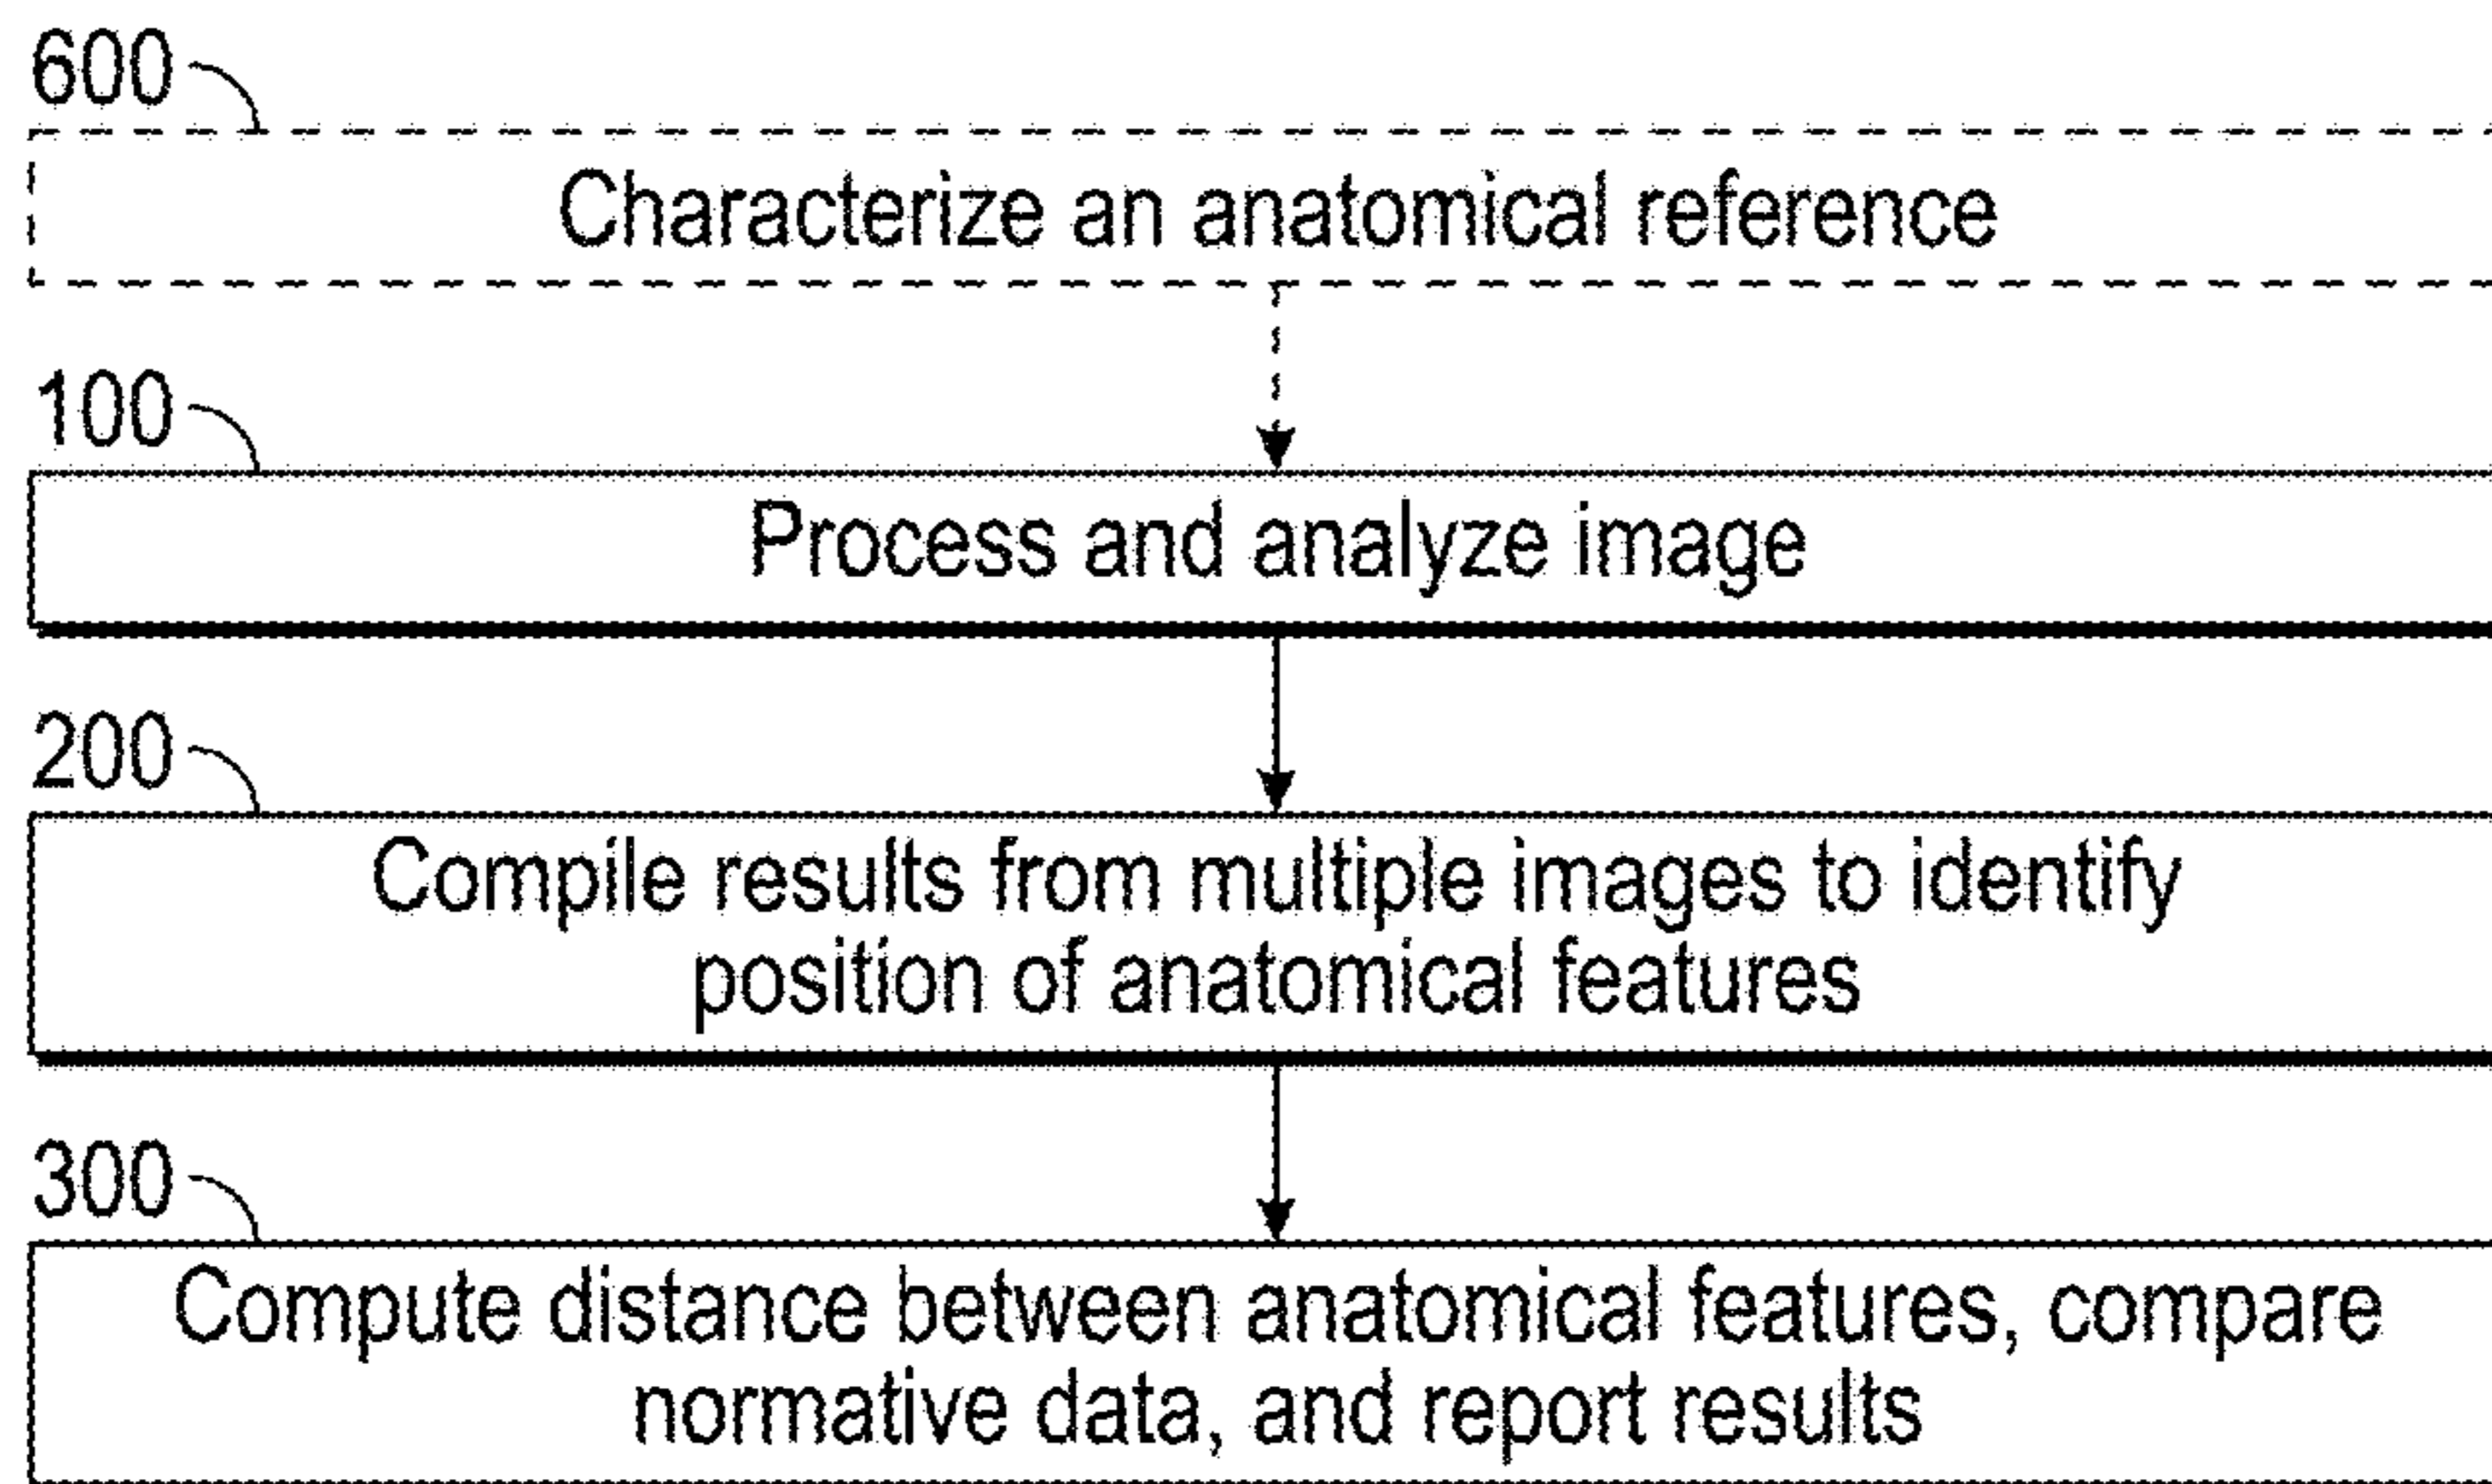 600
Characterize an anatomical reference
100
Process and analyze image
200
Compile results from multiple images to identify
position of anatomical features
300
Compute distance between anatomical features, compare
normative data, and report results